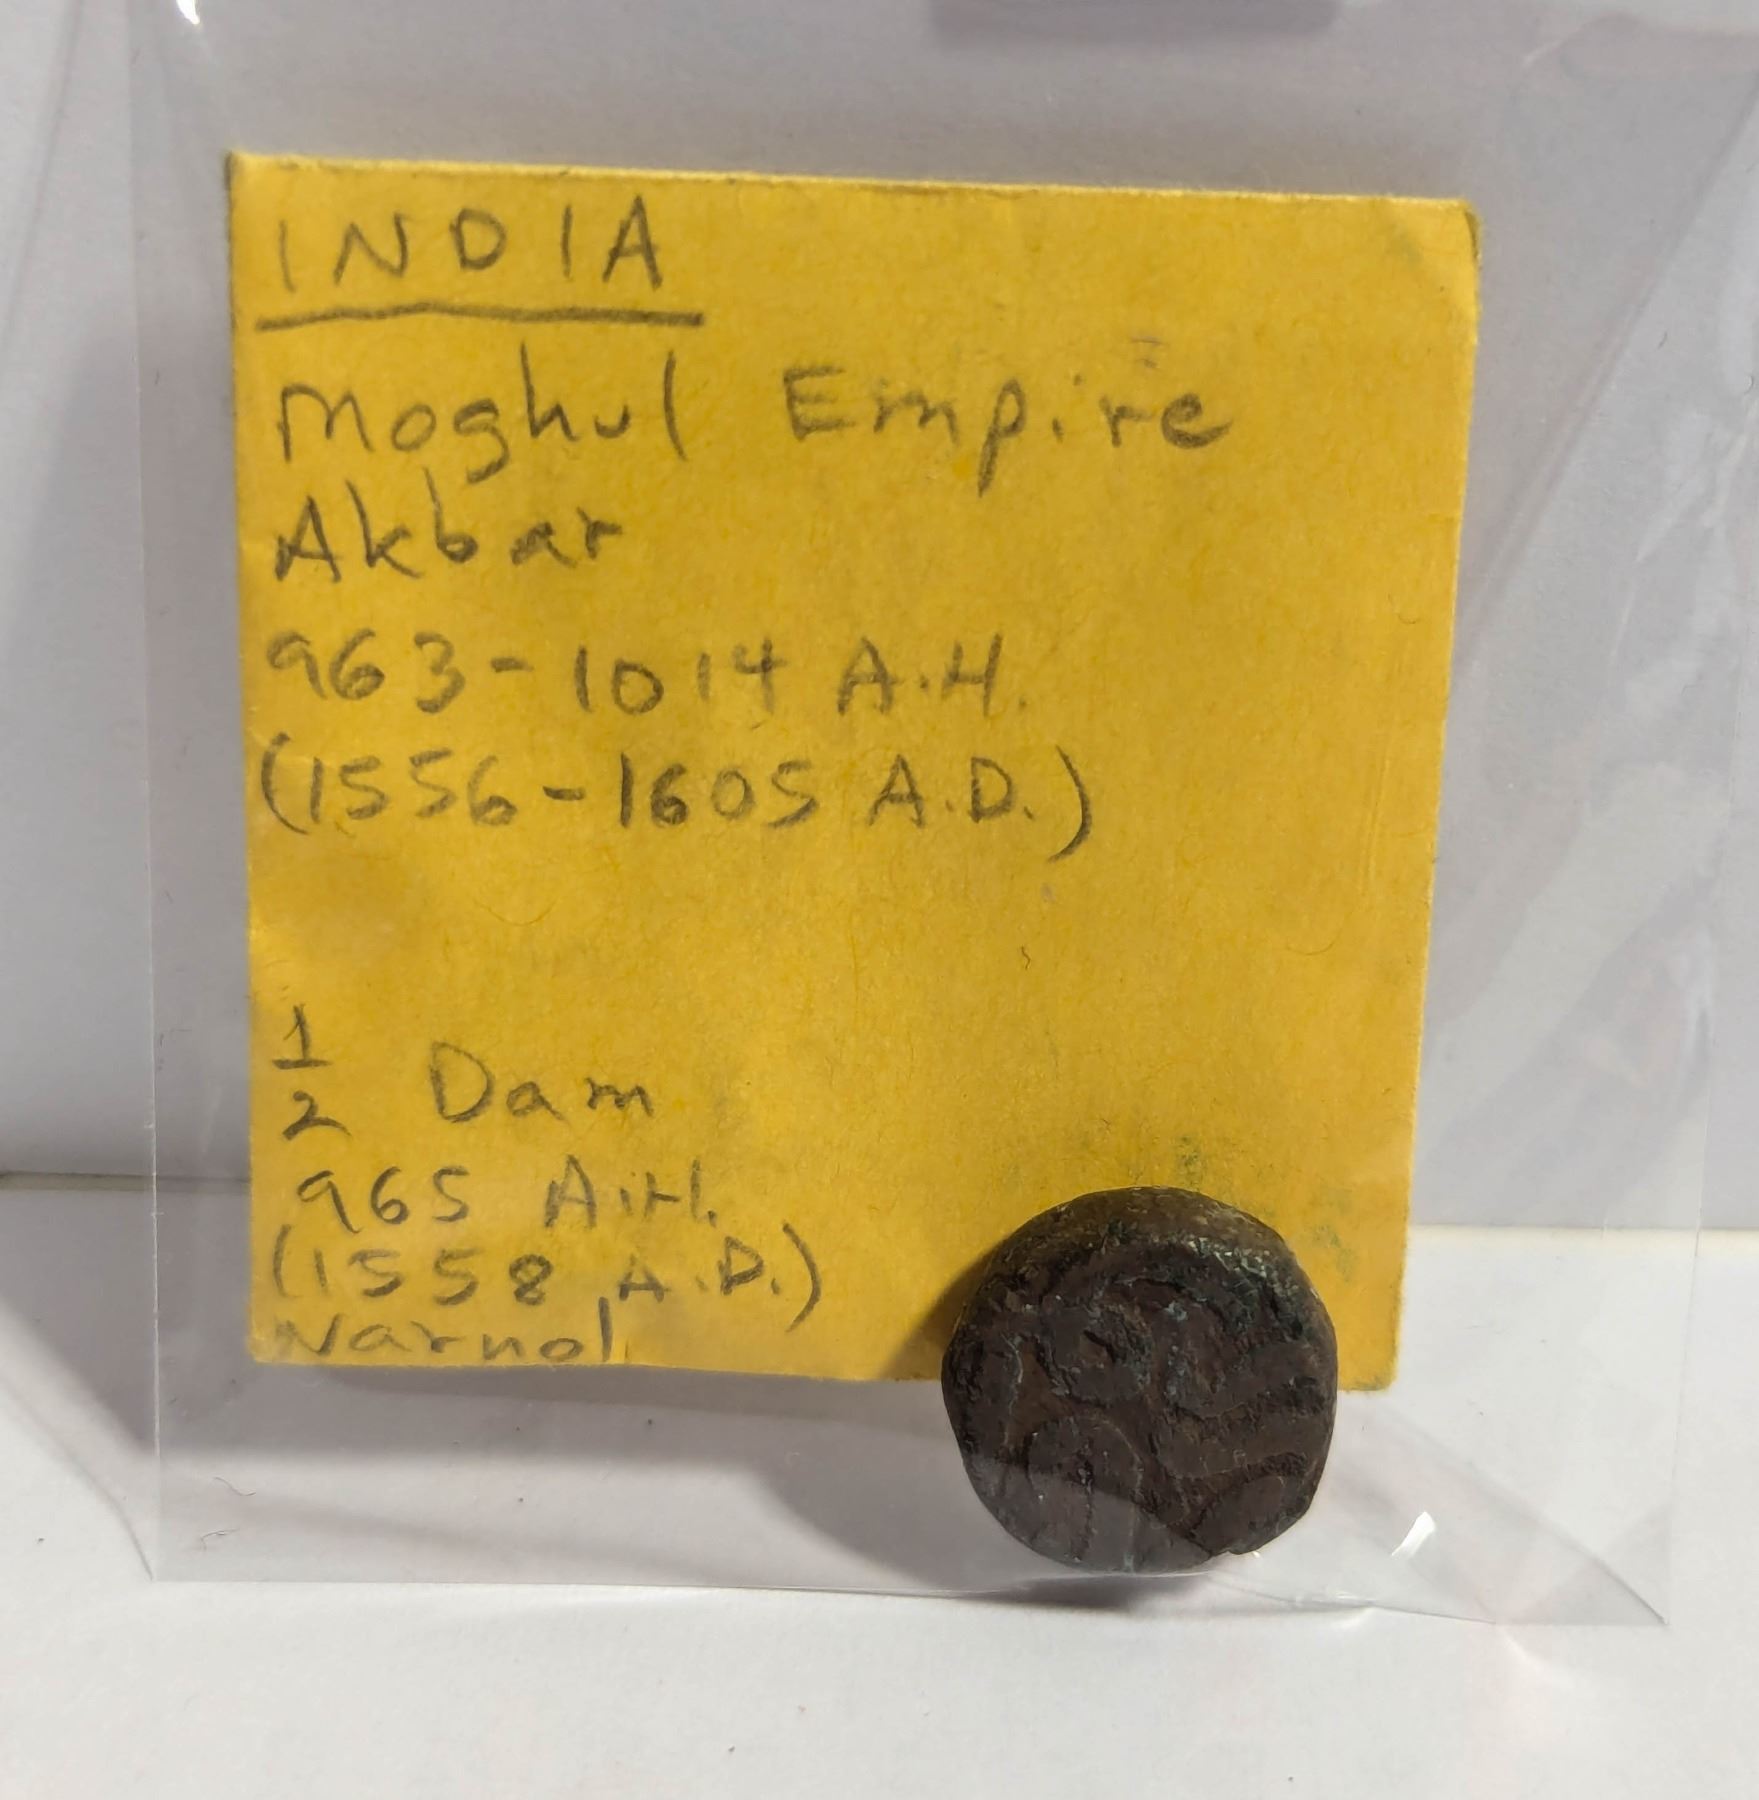 INDIA
Moghul Empire
Akbar
963-1014 A.H.
(1556-1605 A.D.)
1/2 Dam
965 A.H.
(1558 A.D.)
Narnol